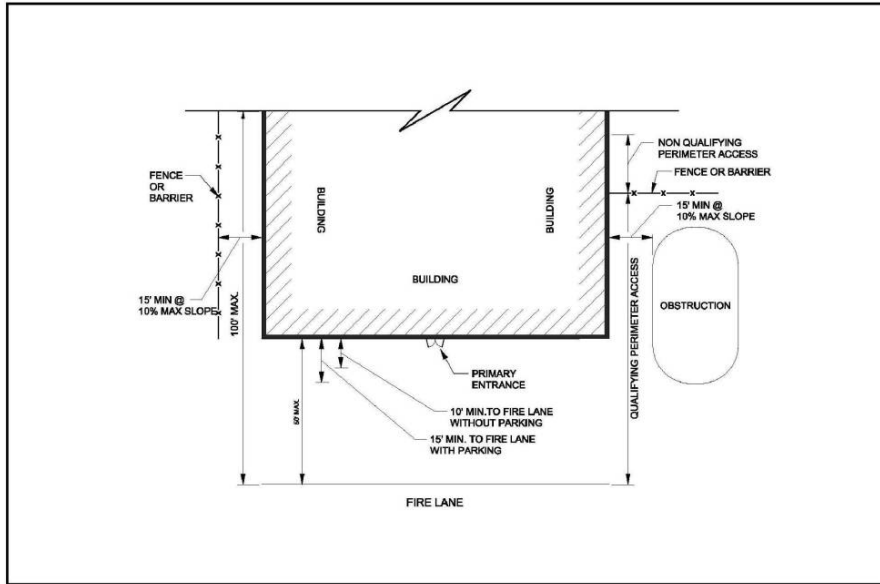 NON QUALIFYING
PERIMETER ACCESS
FENCE OR BARRIER
FENCE
OR
BARRIER
15' MIN @
10% MAX SLOPE
BUILDING
BUILDING
BUILDING
15' MIN @
10% MAX SLOPE
100' MAX.
OBSTRUCTION
QUALIFYING PERIMETER ACCESS
PRIMARY
ENTRANCE
50' MAX.
10' MIN.TO FIRE LANE
WITHOUT PARKING
15' MIN. TO FIRE LANE
WITH PARKING
FIRE LANE